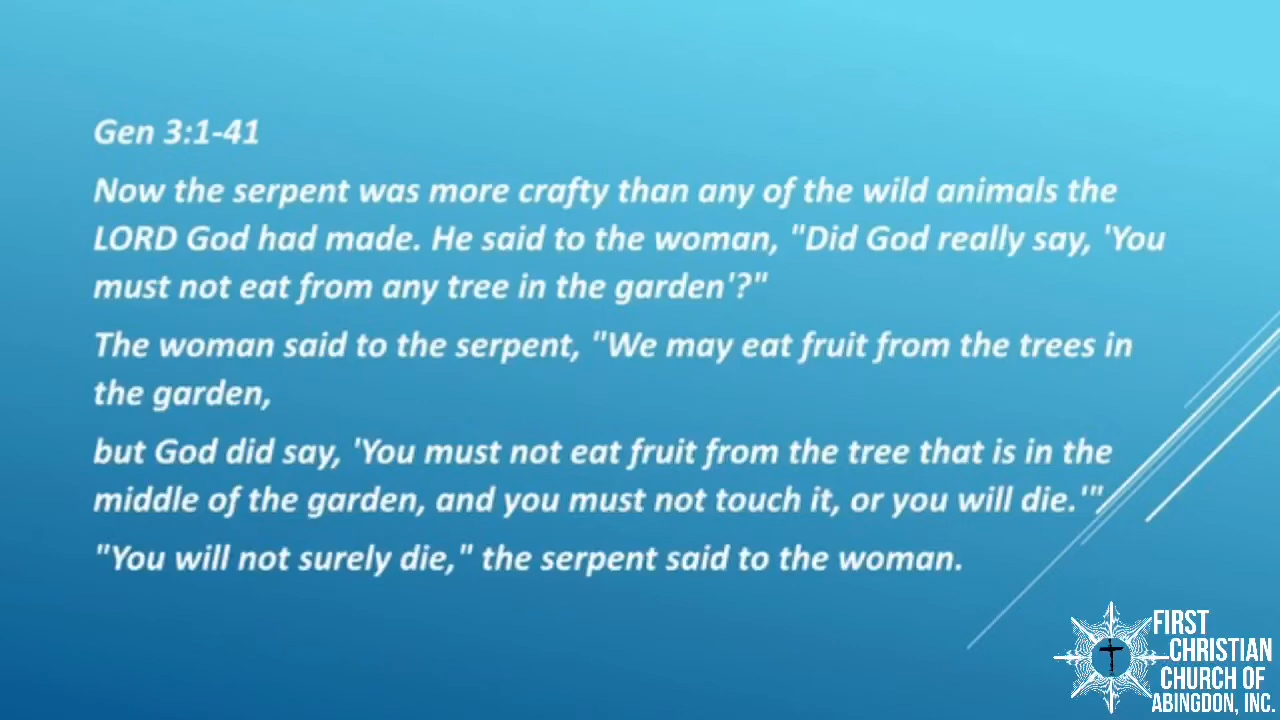 Gen 3:1-41
Now the serpent was more crafty than any of the wild animals the
LORD God had made. He said to the woman, "Did God really say, 'You
must not eat from any tree in the garden'?"
The woman said to the serpent, "We may eat fruit from the trees in
the garden,
but God did say, 'You must not eat fruit from the tree that is in the
middle of the garden, and you must not touch it, or you will die.'"
"You will not surely die," the serpent said to the woman.
FIRST
CHRISTIAN
CHURCH OF
ABINGDON, INC.